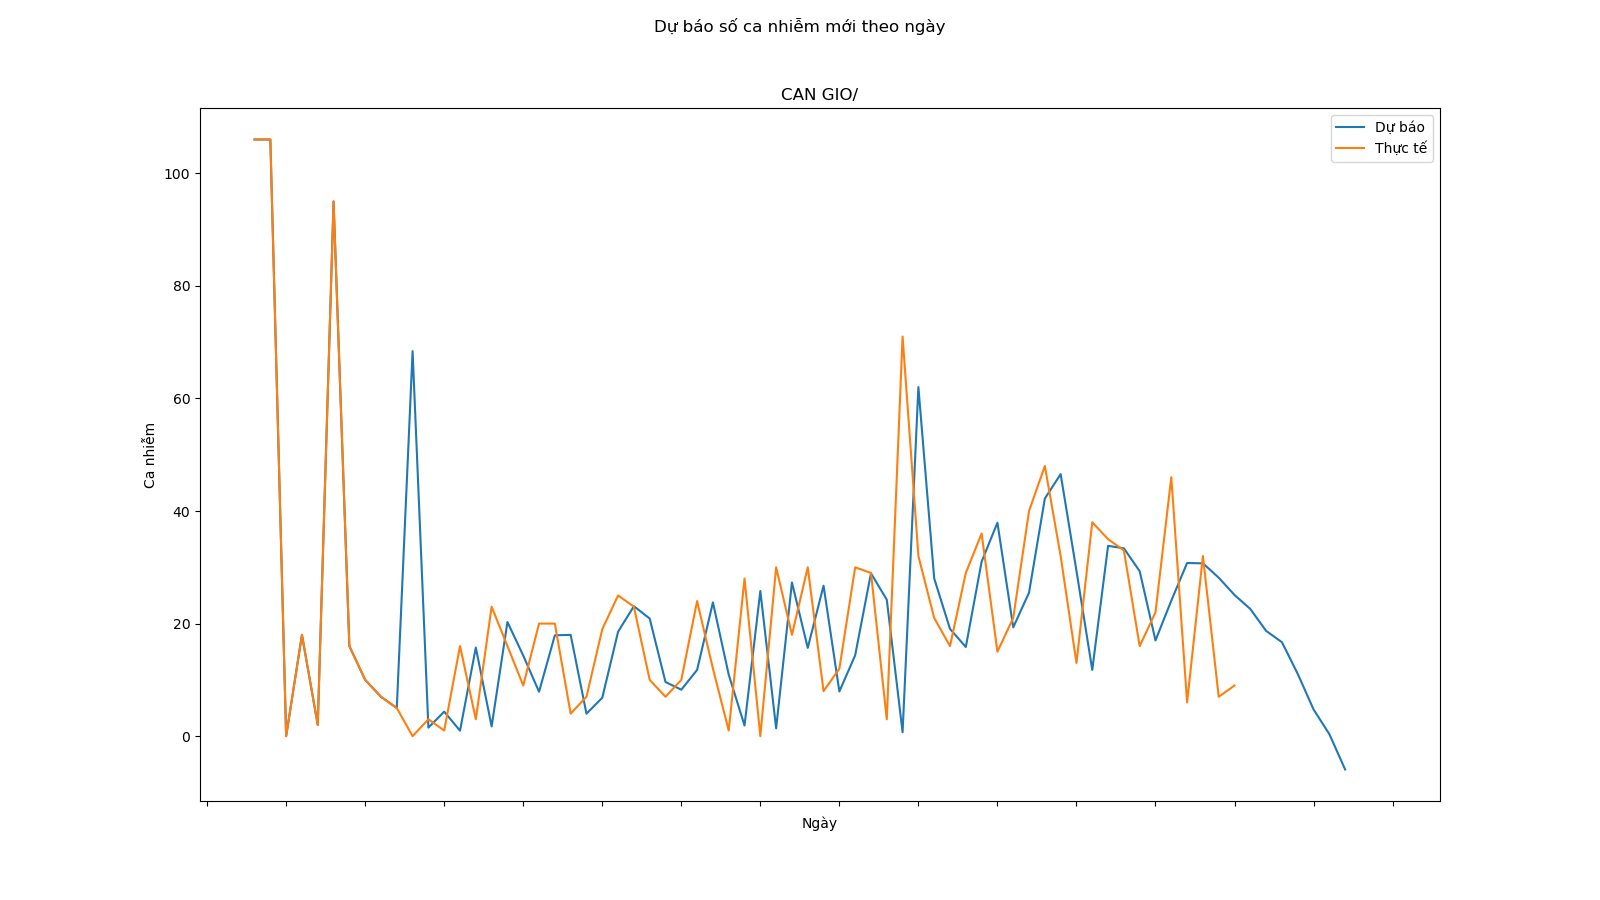 Dự báo số ca nhiễm mới theo ngày
CAN GIO/
Dự báo
Thực tế
100
80
60
40
20
0
Ca nhiễm
Ngày